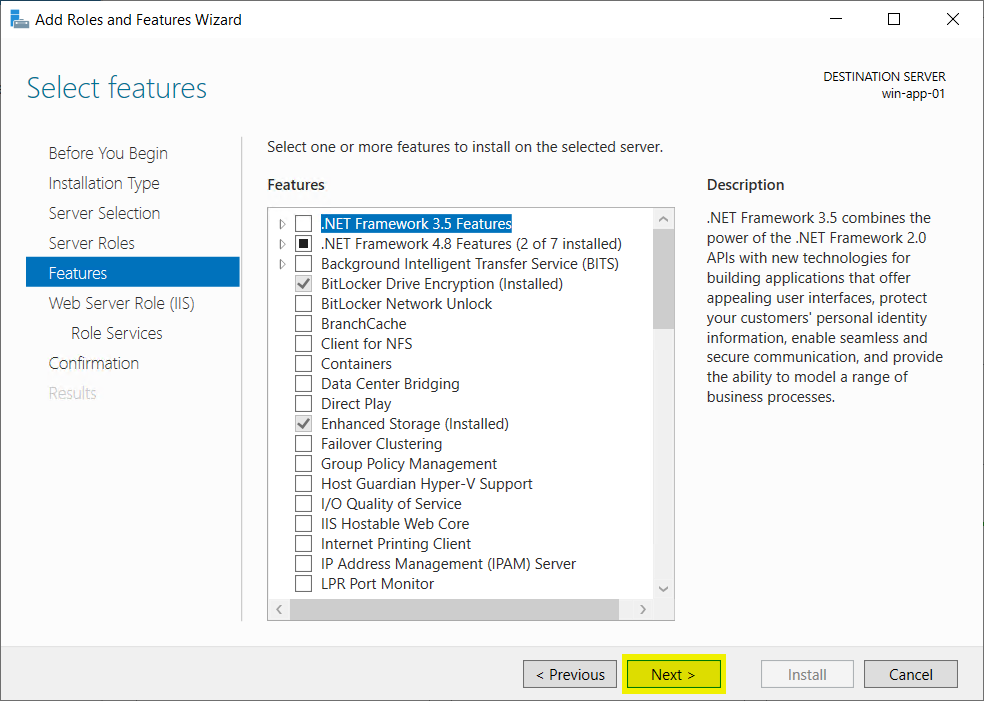 Add Roles and Features Wizard
Select features
DESTINATION SERVER
win-app-01
Before You Begin
Installation Type
Server Selection
Server Roles
Features
Web Server Role (IIS)
Role Services
Confirmation
Results
Select one or more features to install on the selected server.
Features
.NET Framework 3.5 Features
.NET Framework 4.8 Features (2 of 7 installed)
Background Intelligent Transfer Service (BITS)
BitLocker Drive Encryption (Installed)
BitLocker Network Unlock
BranchCache
Client for NFS
Containers
Data Center Bridging
Direct Play
Enhanced Storage (Installed)
Failover Clustering
Group Policy Management
Host Guardian Hyper-V Support
I/O Quality of Service
IIS Hostable Web Core
Internet Printing Client
IP Address Management (IPAM) Server
LPR Port Monitor
Description
.NET Framework 3.5 combines the
power of the .NET Framework 2.0
APIs with new technologies for
building applications that offer
appealing user interfaces, protect
your customers' personal identity
information, enable seamless and
secure communication, and provide
the ability to model a range of
business processes.
< Previous
Next >
Install
Cancel